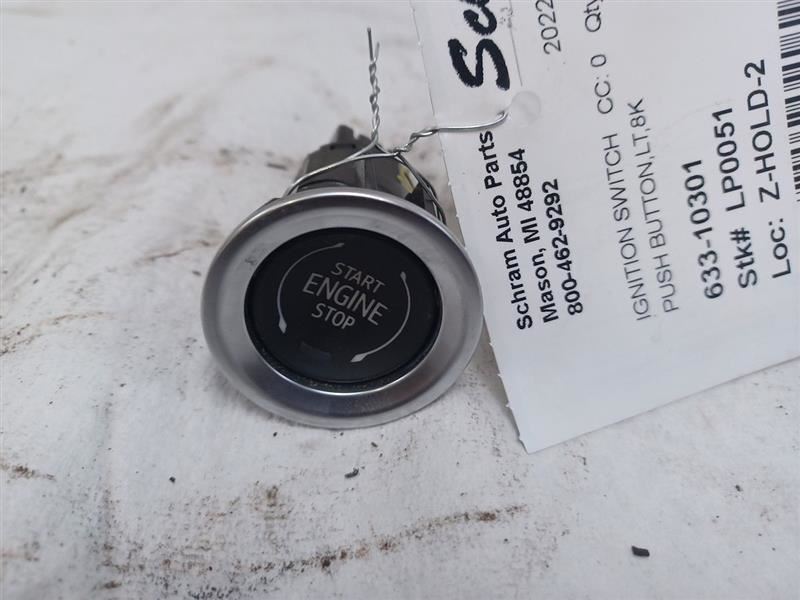 START
ENGINE
STOP
2022
Schram Auto Parts
Mason, MI 48854
800-462-9292
IGNITION SWITCH CC: 0 Qty
PUSH BUTTON,LT,8K
633-10301
Stk# LP0051
Loc: Z-HOLD-2